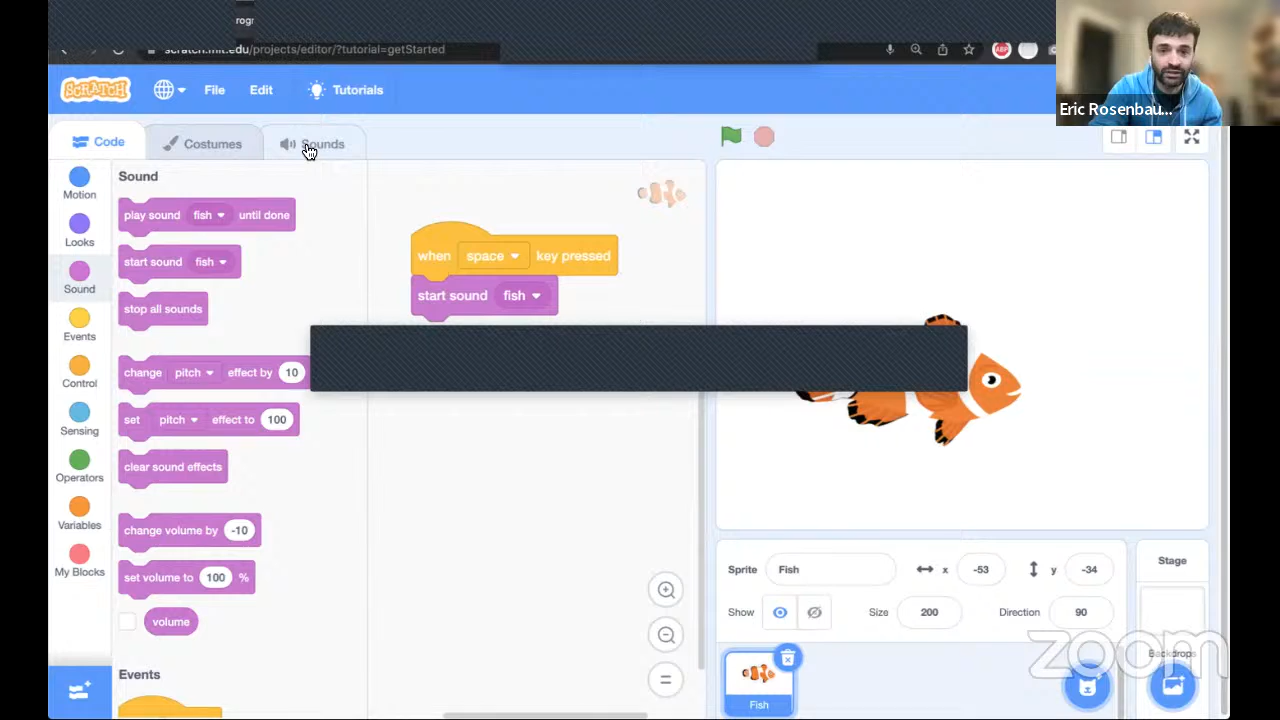 rogr
scratch.mit.edu/projects/editor/?tutorial=getStarted
ABP
Eric Rosenbau...
SCRATCH
File
Edit
Tutorials
Code
Costumes
Sounds
Motion
Looks
Sound
Events
Control
Sensing
Operators
Variables
My Blocks
Sound
play sound fish until done
start sound fish
stop all sounds
change pitch effect by 10
set pitch effect to 100
clear sound effects
change volume by -10
set volume to 100 %
volume
Events
when space key pressed
start sound fish
Sprite Fish x -53 y -34
Show Size 200 Direction 90
Fish
Stage
Backdrops
zoom